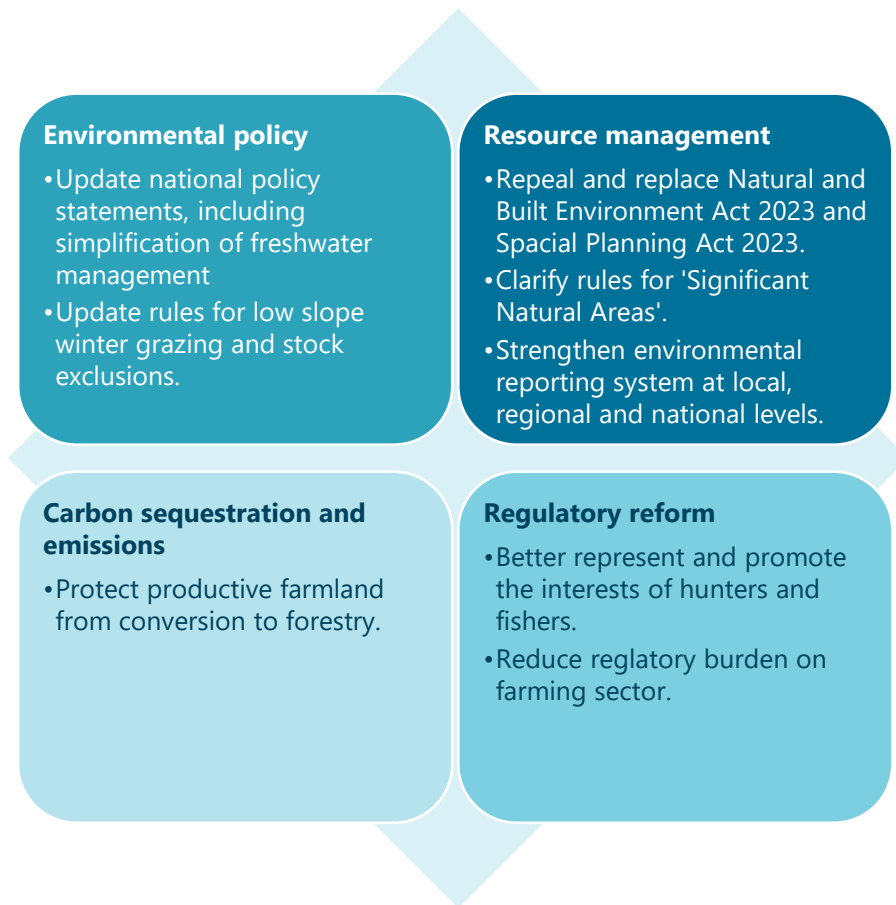 Environmental policy
•Update national policy
statements, including
simplification of freshwater
management
•Update rules for low slope
winter grazing and stock
exclusions.
Resource management
•Repeal and replace Natural and
Built Environment Act 2023 and
Spacial Planning Act 2023.
•Clarify rules for 'Significant
Natural Areas'.
•Strengthen environmental
reporting system at local,
regional and national levels.
Carbon sequestration and
emissions
•Protect productive farmland
from conversion to forestry.
Regulatory reform
•Better represent and promote
the interests of hunters and
fishers.
•Reduce reglatory burden on
farming sector.